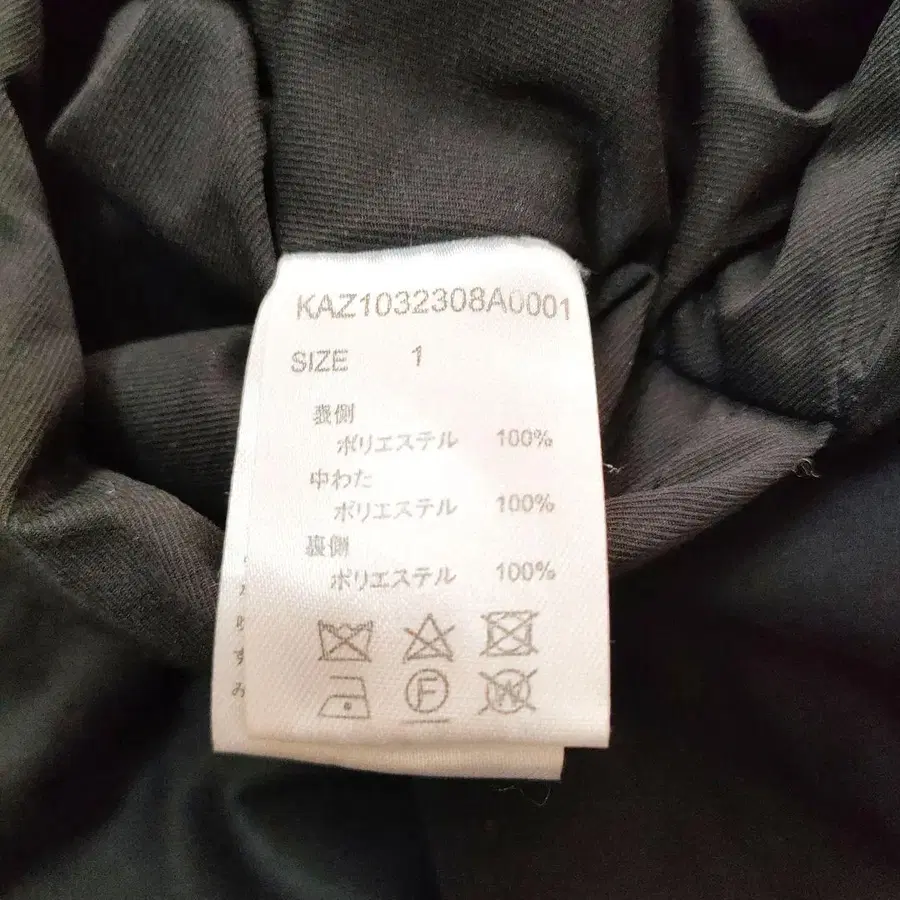 KAZ1032308A0001
SIZE 1
表側
ポリエステル 100%
中わた
ポリエステル 100%
裏側
ポリエステル 100%
F
W